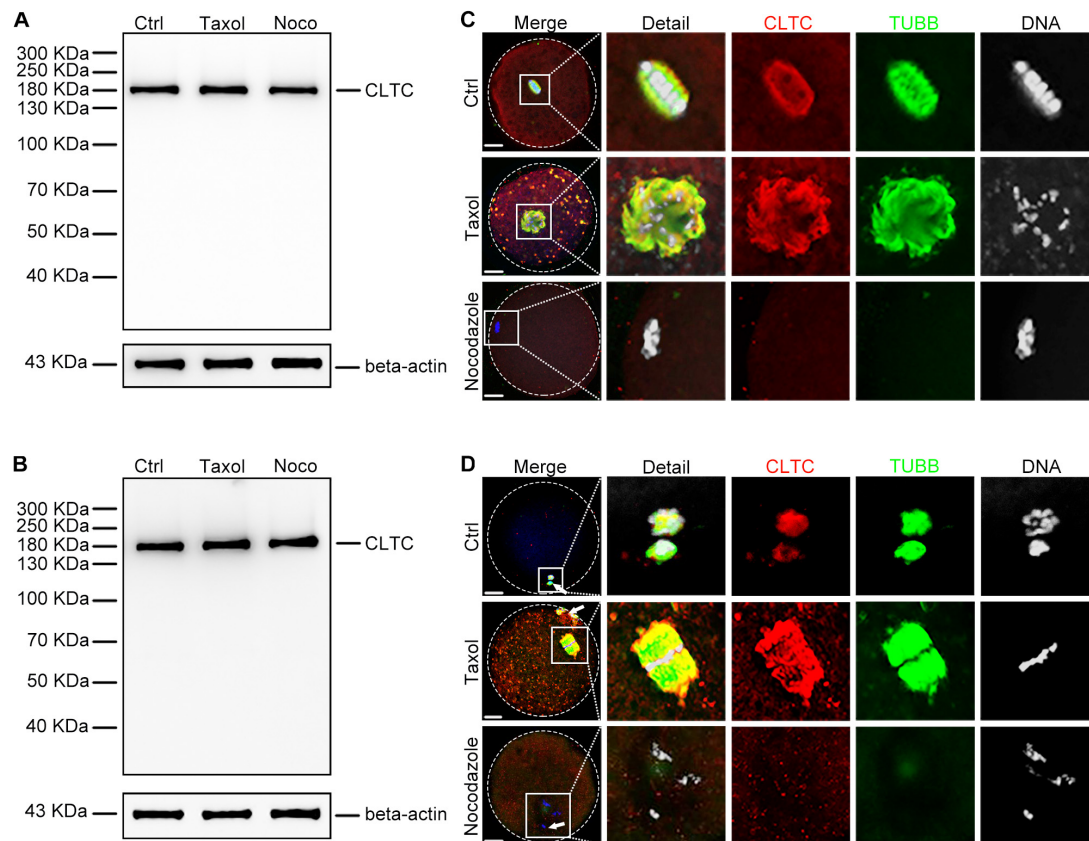 A
Ctrl Taxol Noco
300 KDa
250 KDa
180 KDa
130 KDa
100 KDa
70 KDa
50 KDa
40 KDa
CLTC
43 KDa
beta-actin
B
Ctrl Taxol Noco
300 KDa
250 KDa
180 KDa
130 KDa
100 KDa
70 KDa
50 KDa
40 KDa
CLTC
43 KDa
beta-actin
C
Merge Detail CLTC TUBB DNA
Ctrl
Taxol
Nocodazole
D
Merge Detail CLTC TUBB DNA
Ctrl
Taxol
Nocodazole